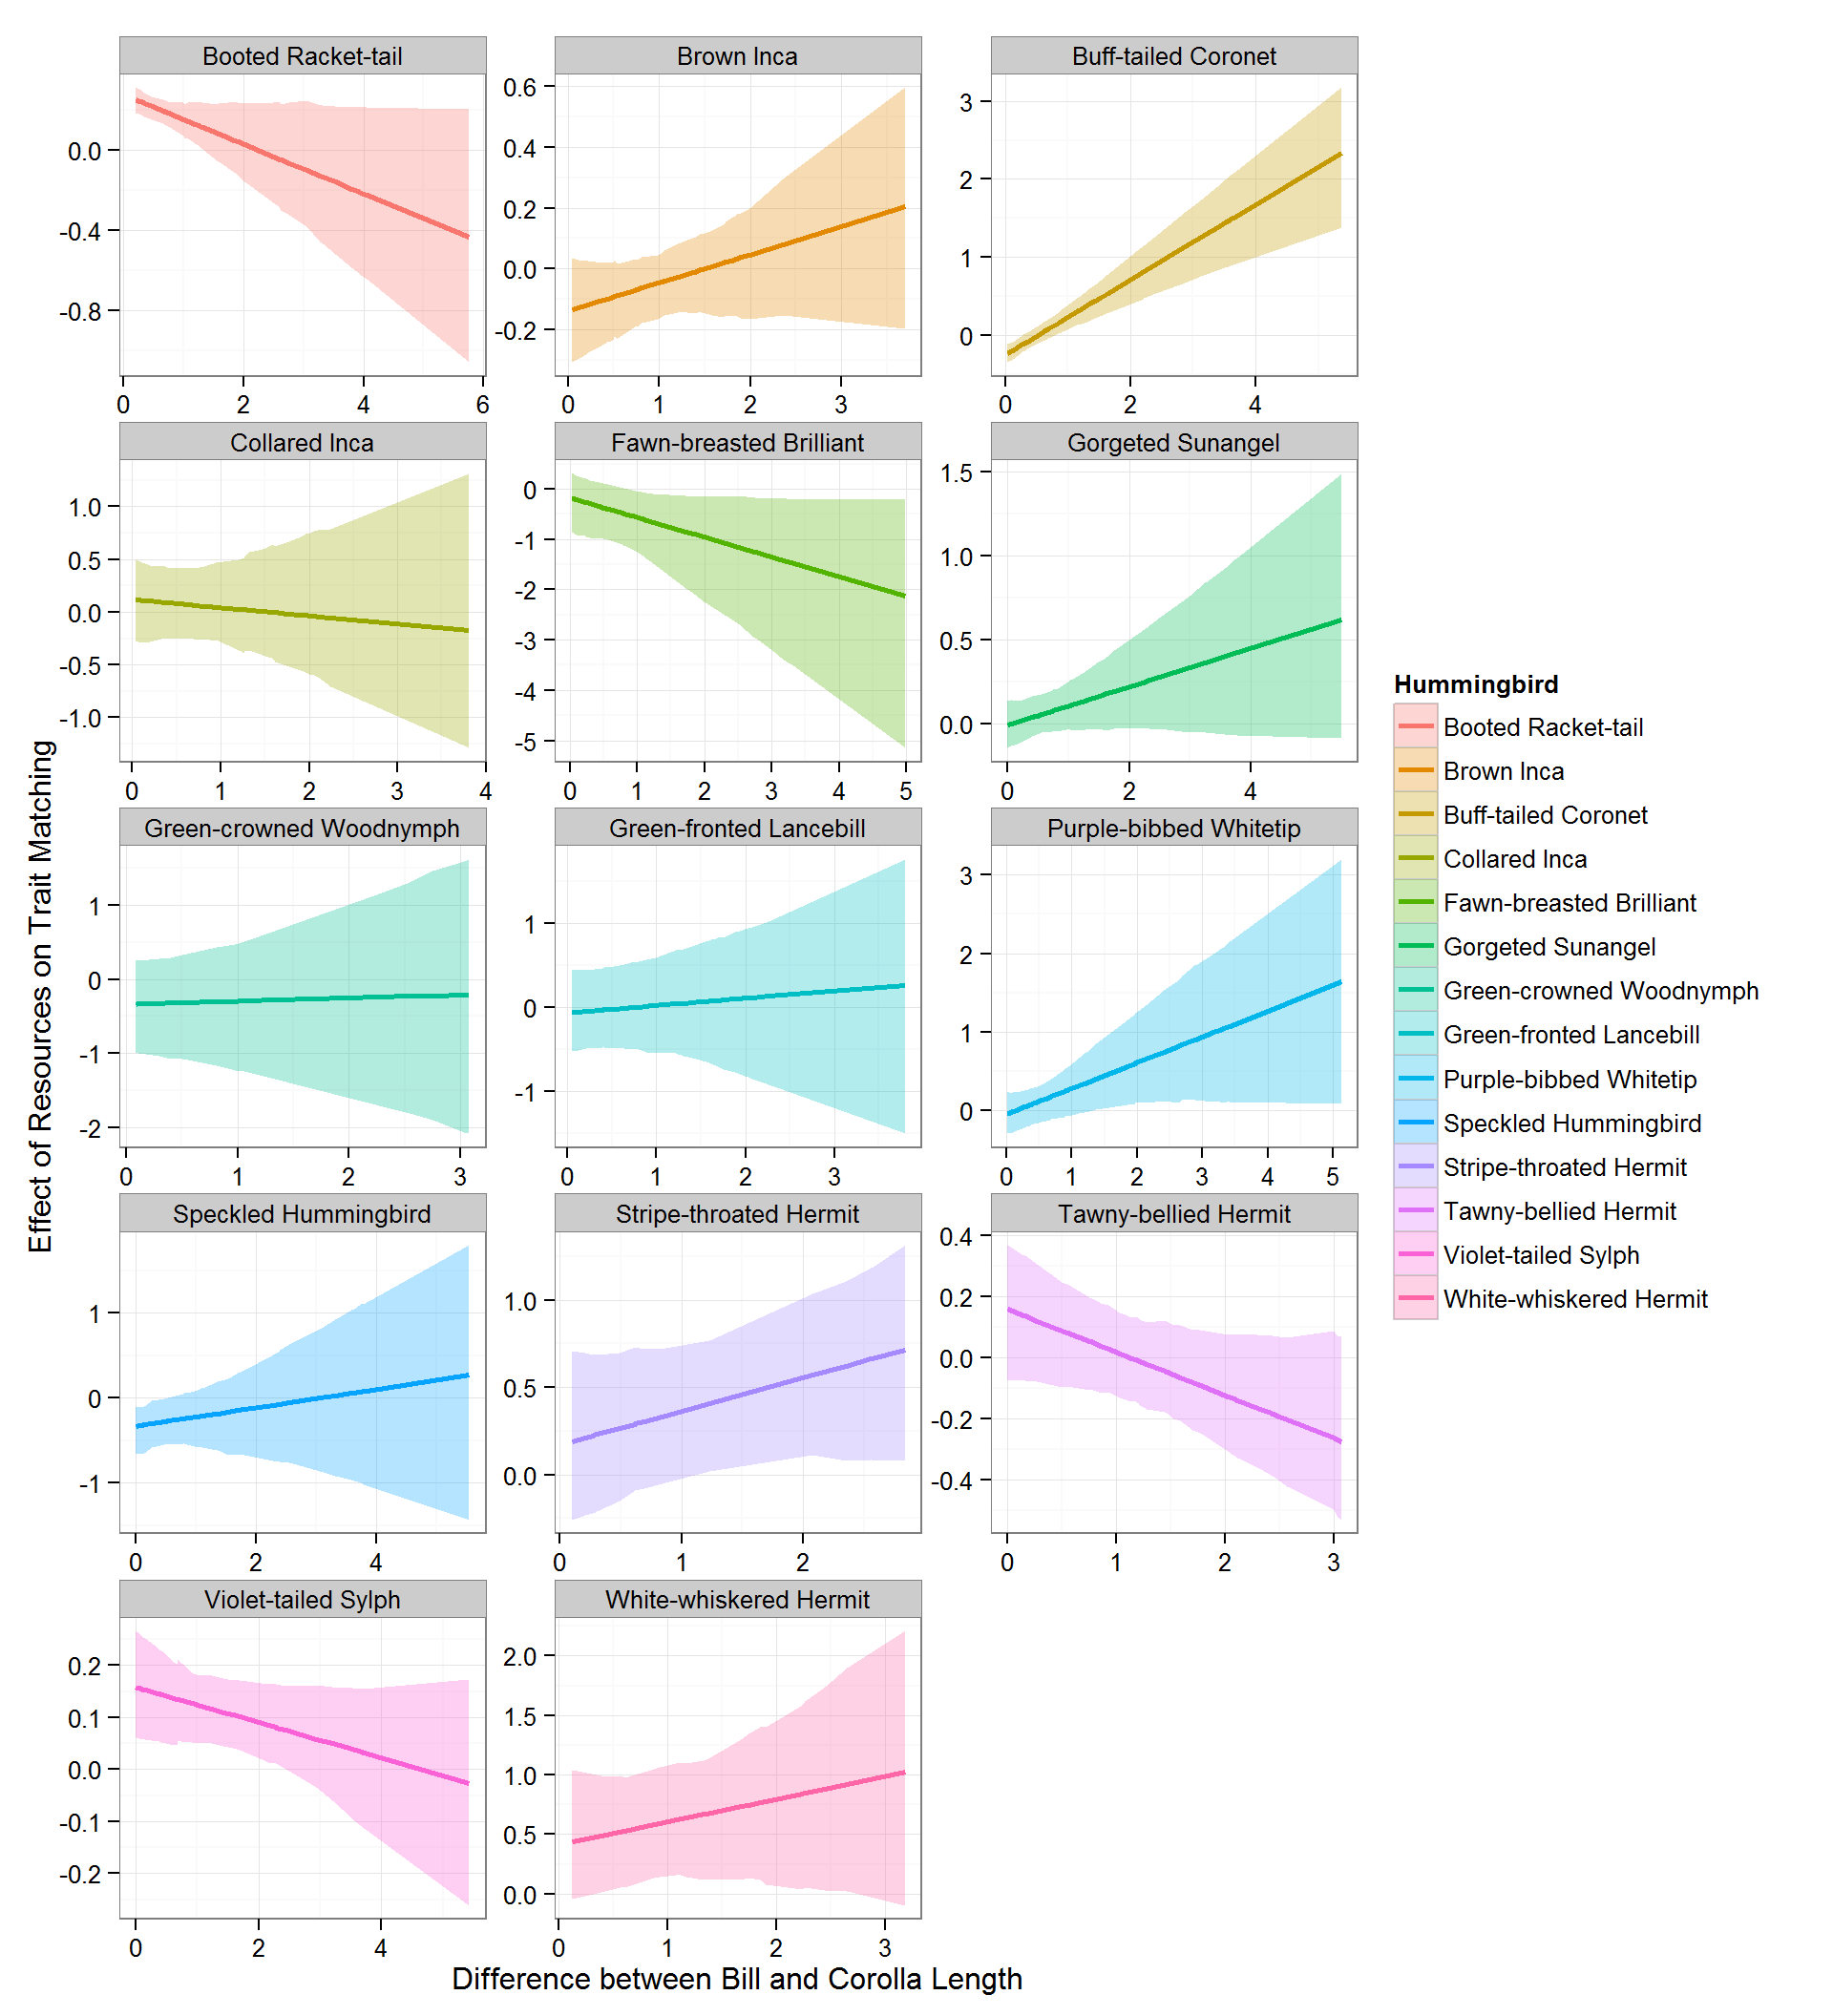 Booted Racket-tail
Brown Inca
Buff-tailed Coronet
0.0
-0.4
-0.8
0.6
0.4
0.2
0.0
-0.2
3
2
1
0
0 2 4 6
0 1 2 3
0 2 4
Collared Inca
Fawn-breasted Brilliant
Gorgeted Sunangel
1.0
0.5
0.0
-0.5
-1.0
0
-1
-2
-3
-4
-5
1.5
1.0
0.5
0.0
0 1 2 3 4
0 1 2 3 4 5
0 2 4
Green-crowned Woodnymph
Green-fronted Lancebill
Purple-bibbed Whitetip
1
0
-1
-2
1
0
-1
3
2
1
0
0 1 2 3
0 1 2 3
0 1 2 3 4 5
Speckled Hummingbird
Stripe-throated Hermit
Tawny-bellied Hermit
1
0
-1
1.0
0.5
0.0
0.4
0.2
0.0
-0.2
-0.4
0 2 4
0 1 2
0 1 2 3
Violet-tailed Sylph
White-whiskered Hermit
0.2
0.1
0.0
-0.1
-0.2
2.0
1.5
1.0
0.5
0.0
0 2 4
0 1 2 3
Difference between Bill and Corolla Length
Effect of Resources on Trait Matching
Hummingbird
Booted Racket-tail
Brown Inca
Buff-tailed Coronet
Collared Inca
Fawn-breasted Brilliant
Gorgeted Sunangel
Green-crowned Woodnymph
Green-fronted Lancebill
Purple-bibbed Whitetip
Speckled Hummingbird
Stripe-throated Hermit
Tawny-bellied Hermit
Violet-tailed Sylph
White-whiskered Hermit